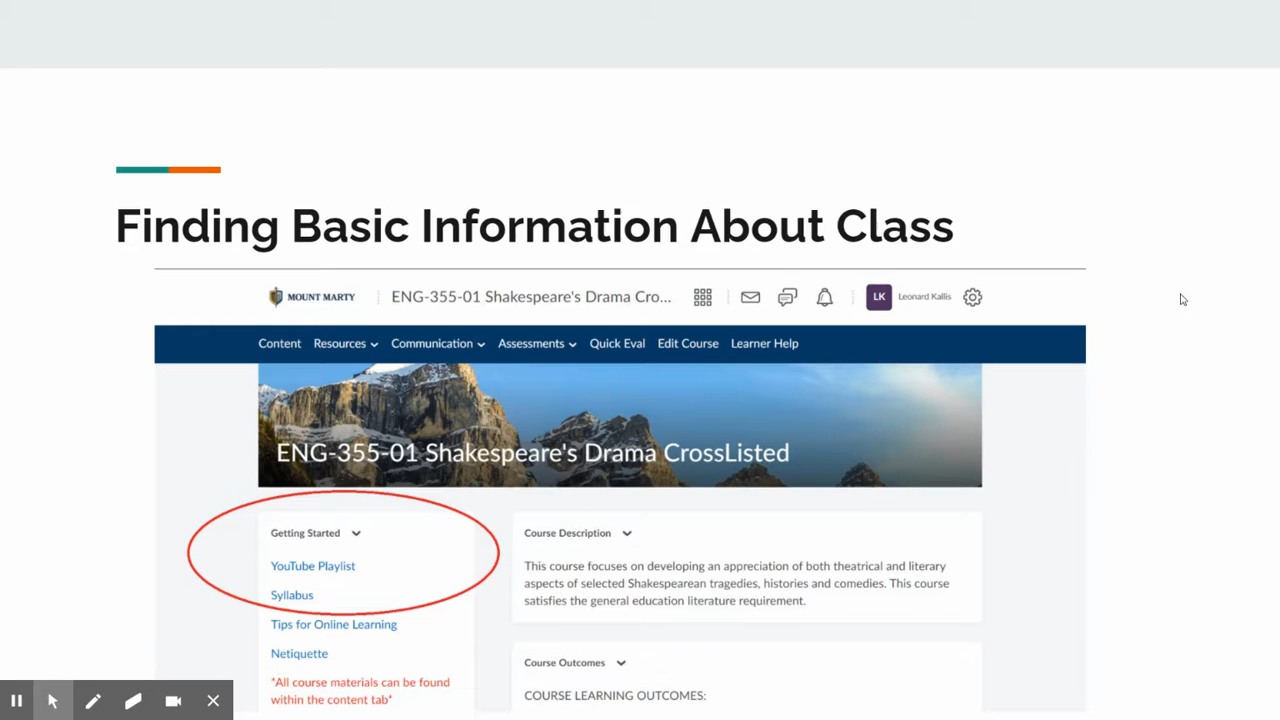 Finding Basic Information About Class
MOUNT MARTY
ENG-355-01 Shakespeare's Drama Cro...
LK
Leonard Kallis
Content Resources Communication Assessments Quick Eval Edit Course Learner Help
ENG-355-01 Shakespeare's Drama CrossListed
Getting Started
YouTube Playlist
Syllabus
Tips for Online Learning
Netiquette
*All course materials can be found
within the content tab*
Course Description
This course focuses on developing an appreciation of both theatrical and literary
aspects of selected Shakespearean tragedies, histories and comedies. This course
satisfies the general education literature requirement.
Course Outcomes
COURSE LEARNING OUTCOMES: